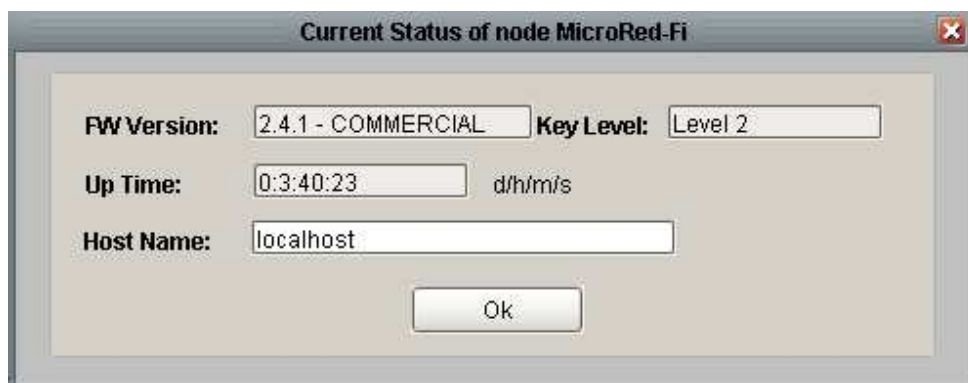 Current Status of node MicroRed-Fi
FW Version: 2.4.1 - COMMERCIAL Key Level: Level 2
Up Time: 0:3:40:23 d/h/m/s
Host Name: localhost
Ok